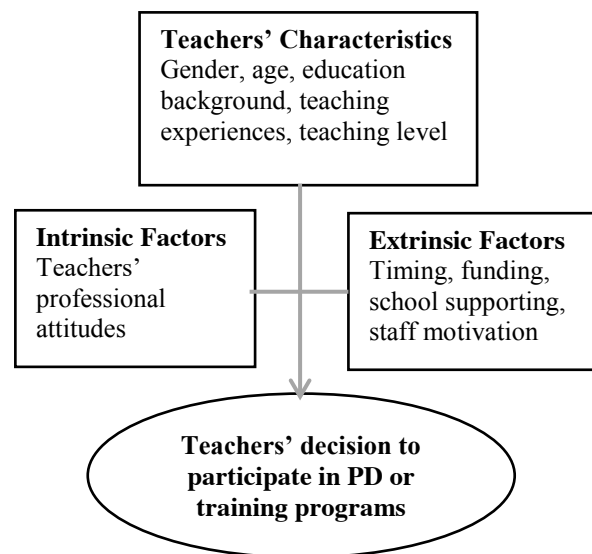 Teachers’ Characteristics
Gender, age, education
background, teaching
experiences, teaching level
Intrinsic Factors
Teachers’
professional
attitudes
Extrinsic Factors
Timing, funding,
school supporting,
staff motivation
Teachers’ decision to
participate in PD or
training programs